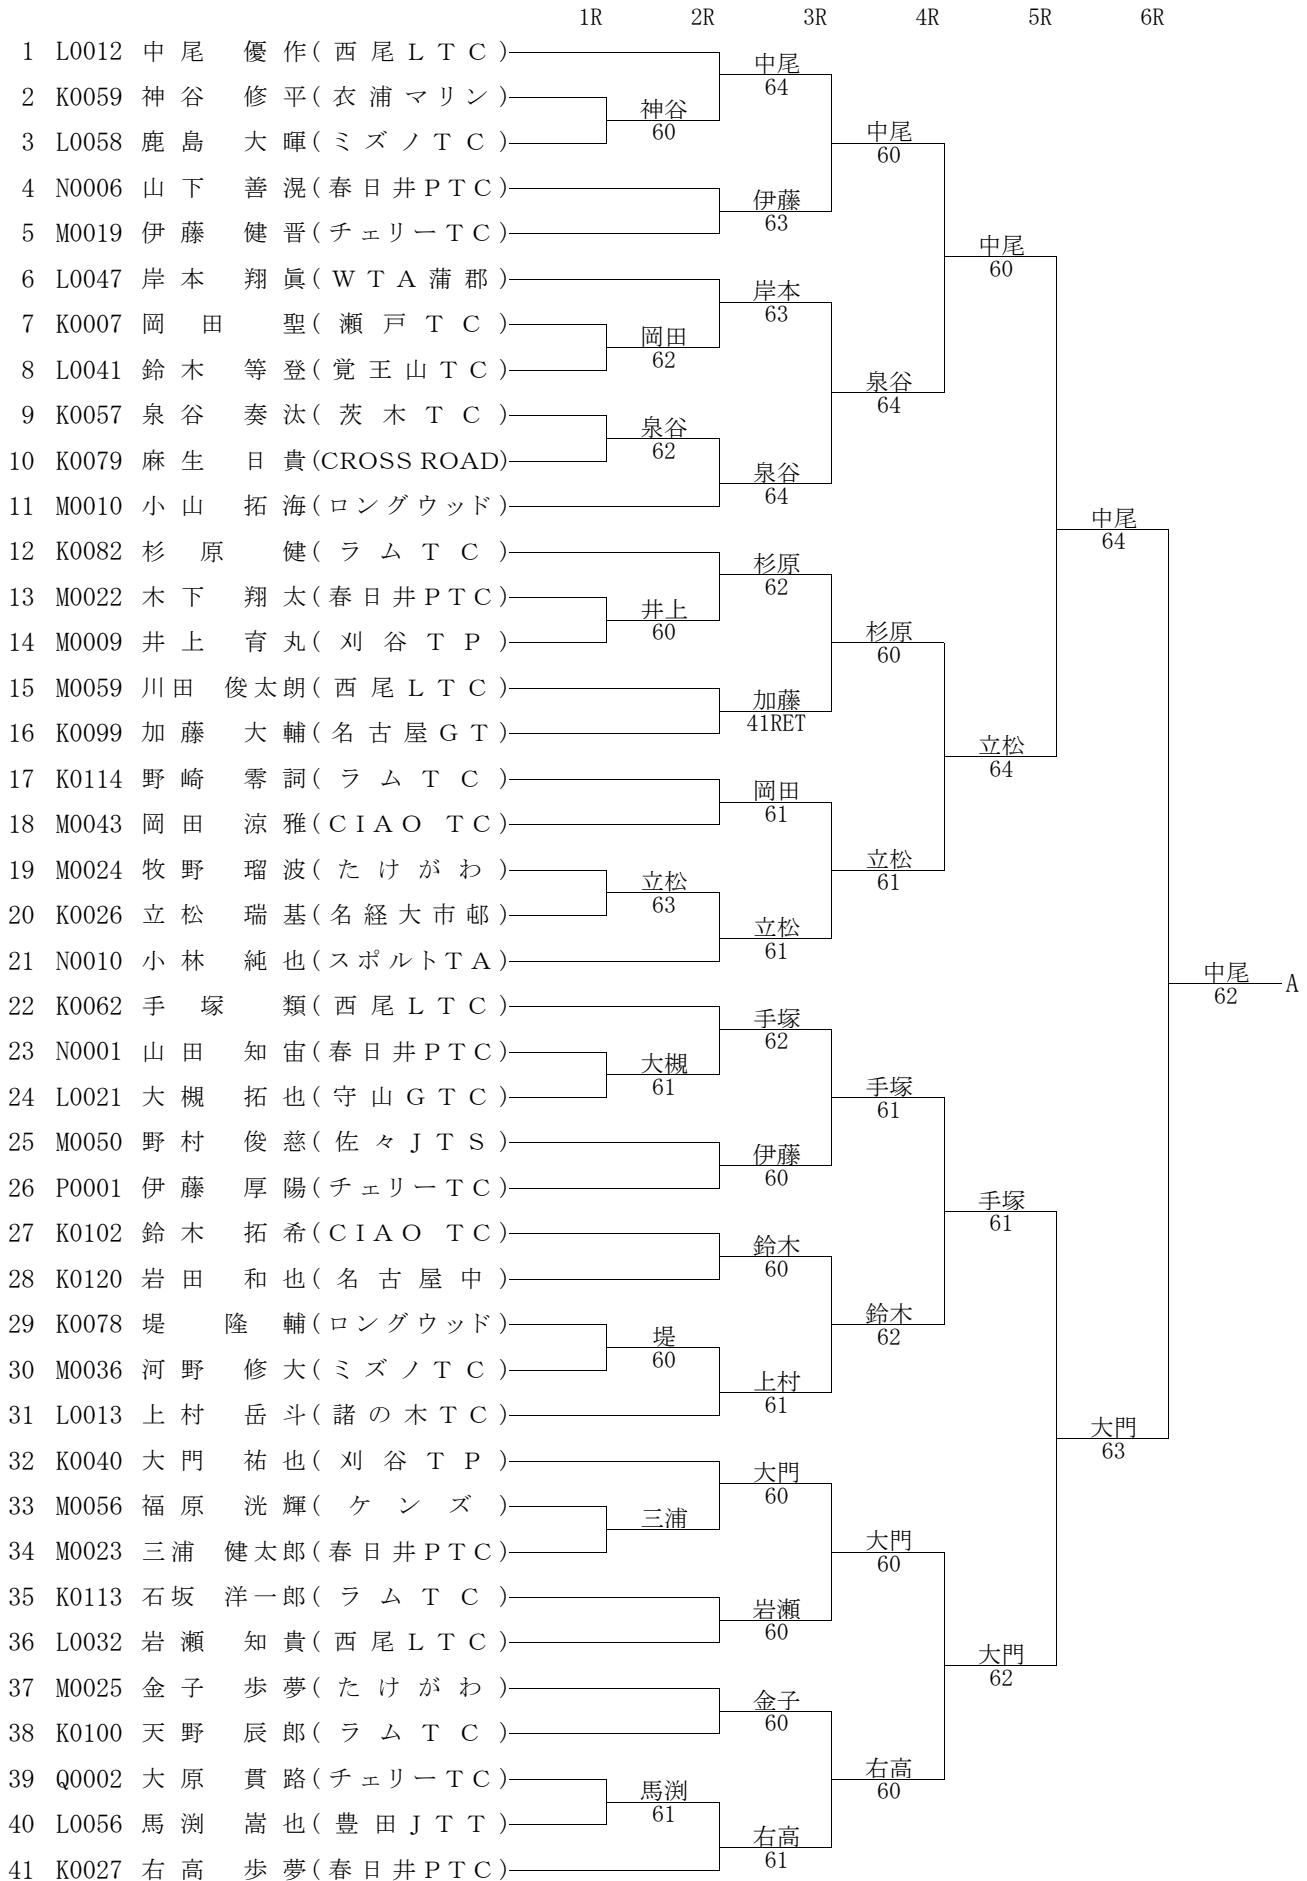 1R 2R 3R 4R 5R 6R
1 L0012 中尾 優作(西尾LTC)
中尾
64
2 K0059 神谷 修平(衣浦マリン)
神谷
60
3 L0058 鹿島 大暉(ミズノTC)
中尾
60
4 N0006 山下 善滉(春日井PTC)
伊藤
63
5 M0019 伊藤 健晋(チェリーTC)
中尾
60
6 L0047 岸本 翔眞(WTA蒲郡)
岸本
63
7 K0007 岡田 聖(瀬戸TC)
岡田
62
8 L0041 鈴木 等登(覚王山TC)
泉谷
64
9 K0057 泉谷 奏汰(茨木TC)
泉谷
62
10 K0079 麻生 日貴(CROSS ROAD)
泉谷
64
11 M0010 小山 拓海(ロングウッド)
中尾
64
12 K0082 杉原 健(ラムTC)
杉原
62
13 M0022 木下 翔太(春日井PTC)
井上
60
14 M0009 井上 育丸(刈谷TP)
杉原
60
15 M0059 川田 俊太朗(西尾LTC)
加藤
41RET
16 K0099 加藤 大輔(名古屋GT)
立松
64
17 K0114 野崎 零詞(ラムTC)
岡田
61
18 M0043 岡田 涼雅(CIAO TC)
立松
61
19 M0024 牧野 瑠波(たけがわ)
立松
63
20 K0026 立松 瑞基(名経大市邨)
立松
61
21 N0010 小林 純也(スポルトTA)
中尾
62
A
22 K0062 手塚 類(西尾LTC)
手塚
62
23 N0001 山田 知宙(春日井PTC)
大槻
61
24 L0021 大槻 拓也(守山GTC)
手塚
61
25 M0050 野村 俊慈(佐々JTS)
伊藤
60
26 P0001 伊藤 厚陽(チェリーTC)
手塚
61
27 K0102 鈴木 拓希(CIAO TC)
鈴木
60
28 K0120 岩田 和也(名古屋中)
鈴木
62
29 K0078 堤 隆輔(ロングウッド)
堤
60
30 M0036 河野 修大(ミズノTC)
上村
61
31 L0013 上村 岳斗(諸の木TC)
大門
63
32 K0040 大門 祐也(刈谷TP)
大門
60
33 M0056 福原 洸輝(ケンズ)
三浦
34 M0023 三浦 健太郎(春日井PTC)
大門
60
35 K0113 石坂 洋一郎(ラムTC)
岩瀬
60
36 L0032 岩瀬 知貴(西尾LTC)
大門
62
37 M0025 金子 歩夢(たけがわ)
金子
60
38 K0100 天野 辰郎(ラムTC)
右高
60
39 Q0002 大原 貫路(チェリーTC)
馬渕
61
40 L0056 馬渕 嵩也(豊田JTT)
右高
61
41 K0027 右高 歩夢(春日井PTC)